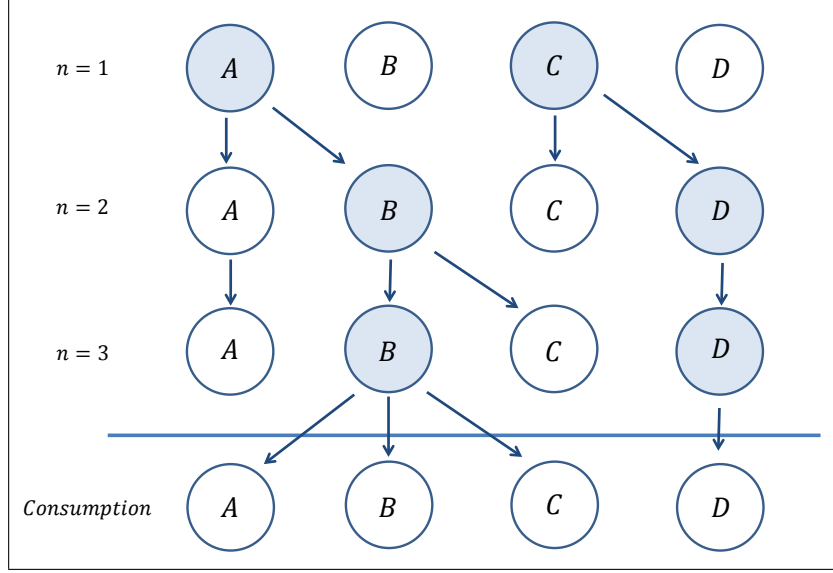 n = 1 A B C D
n = 2 A B C D
n = 3 A B C D
Consumption A B C D